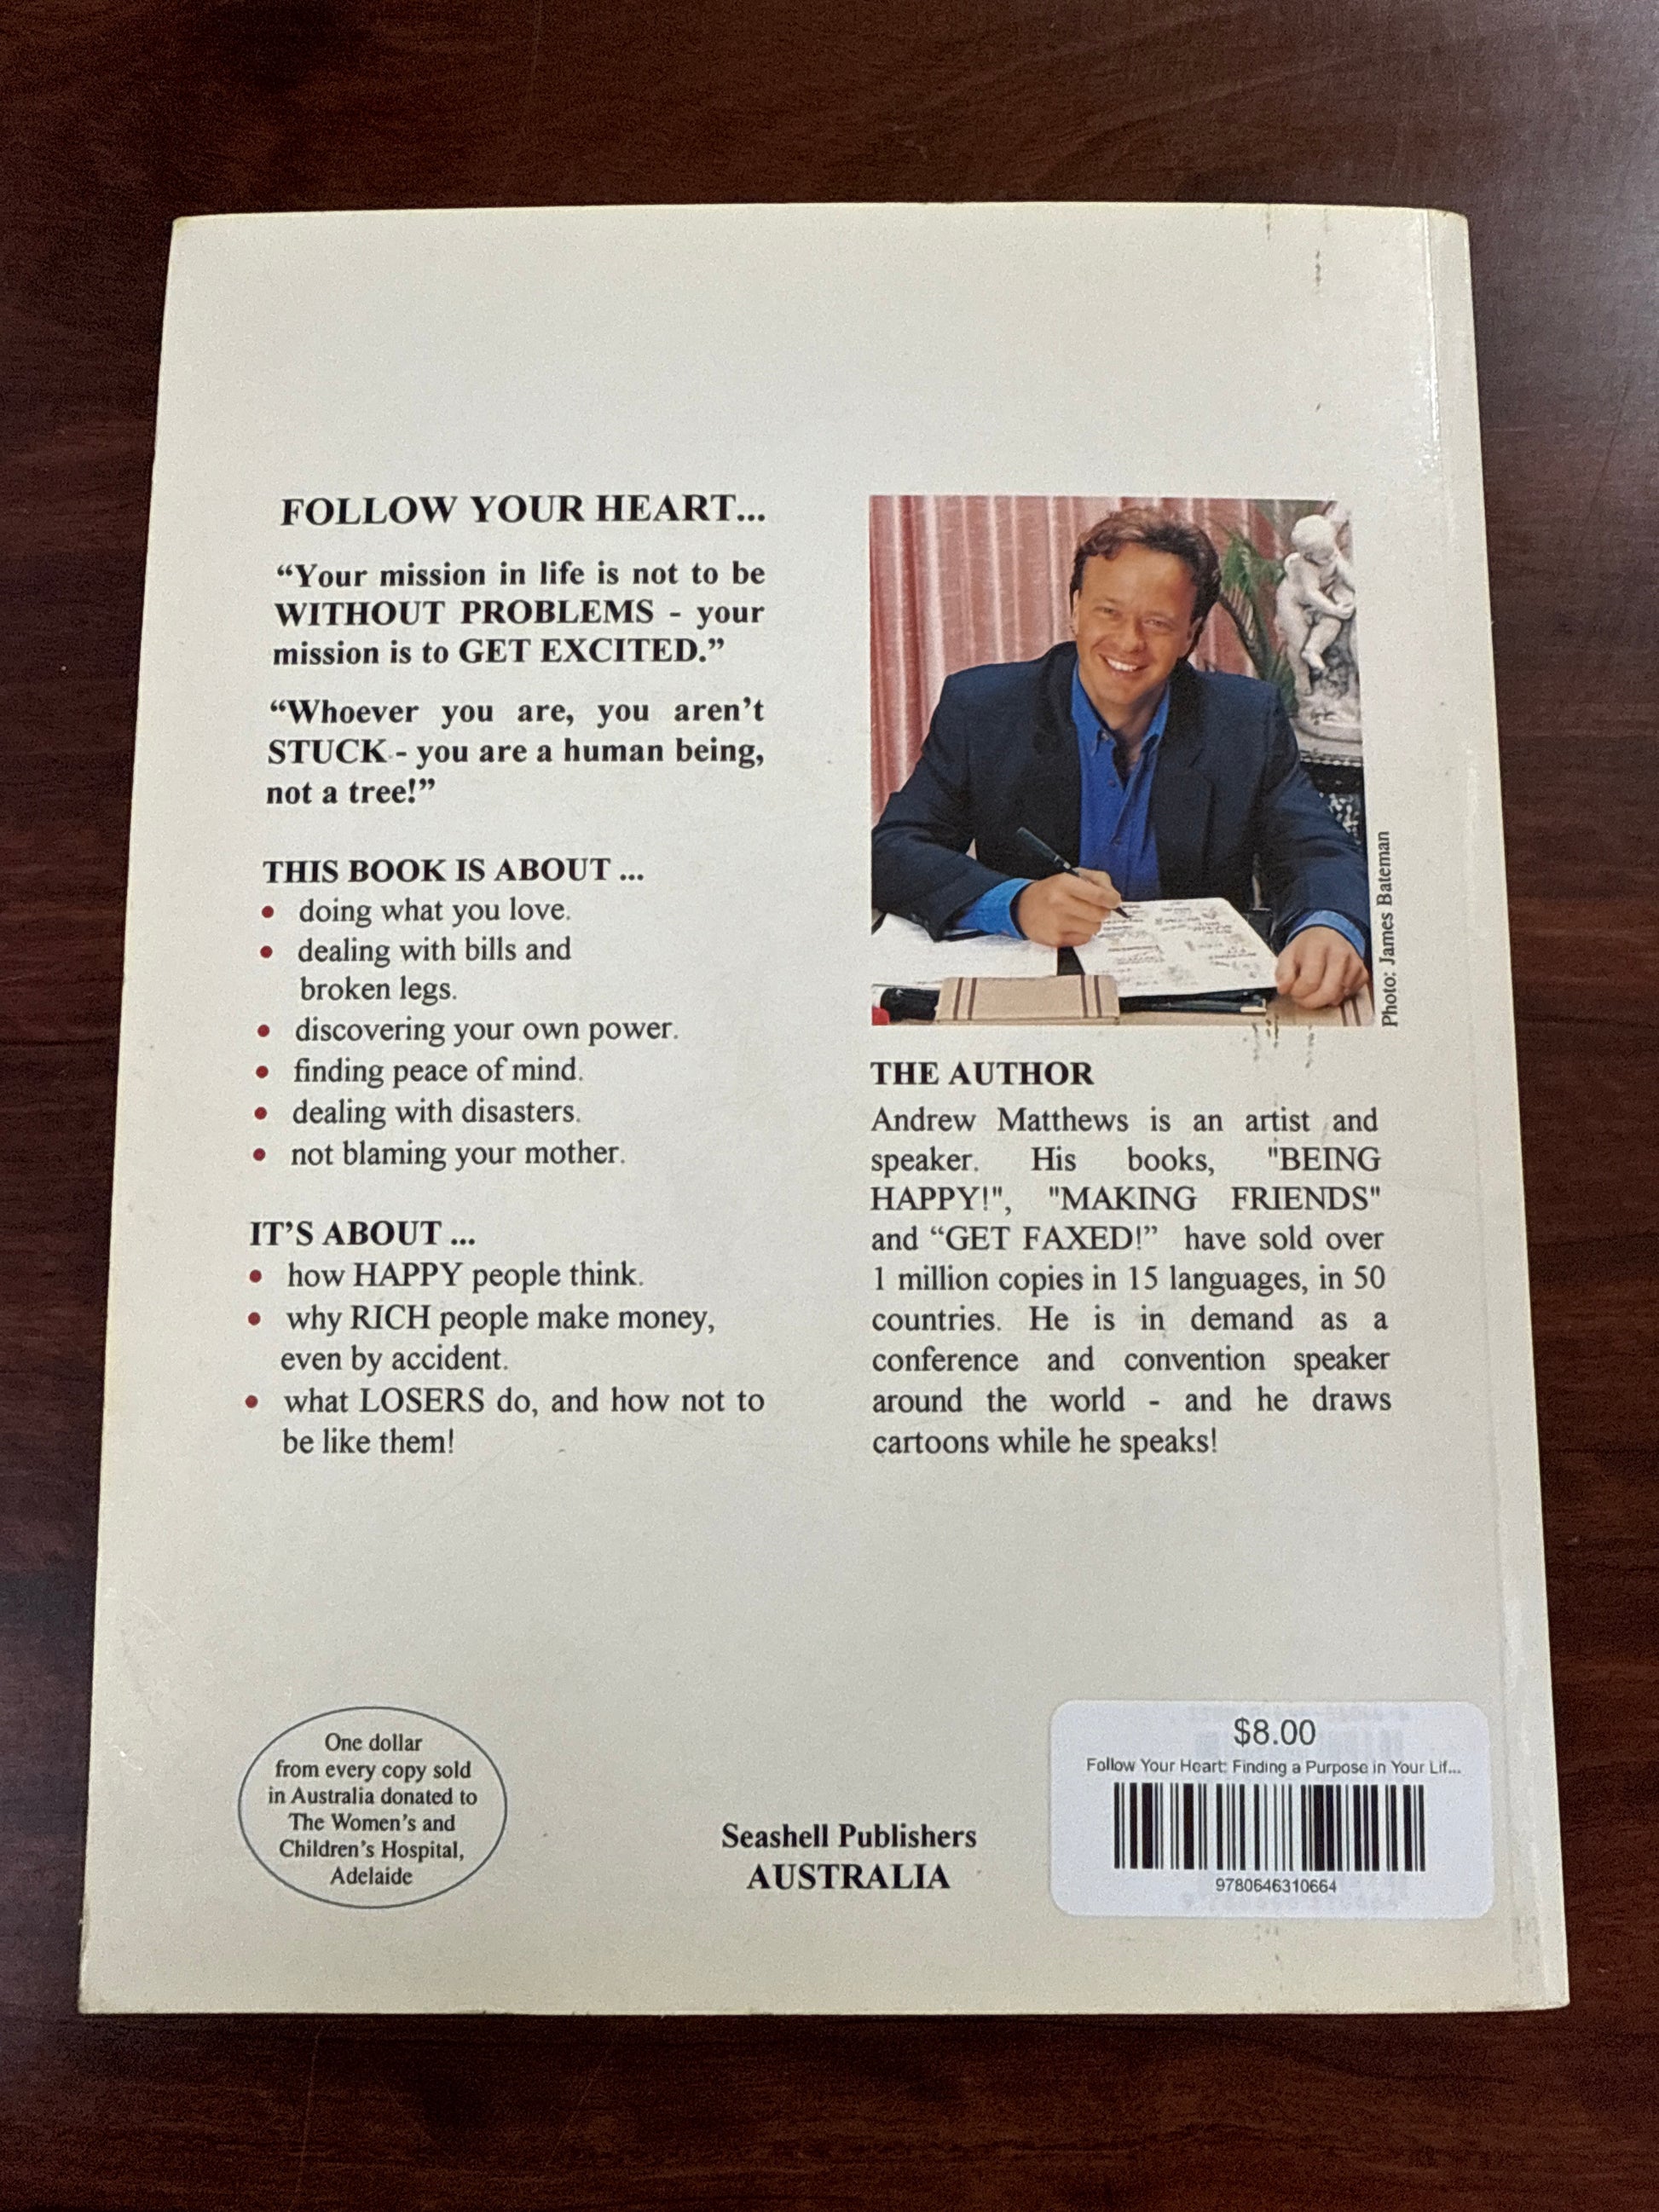 FOLLOW YOUR HEART...
“Your mission in life is not to be
WITHOUT PROBLEMS - your
mission is to GET EXCITED.”
“Whoever you are, you aren’t
STUCK - you are a human being,
not a tree!”
THIS BOOK IS ABOUT ...
• doing what you love.
• dealing with bills and
broken legs.
• discovering your own power.
• finding peace of mind.
• dealing with disasters.
• not blaming your mother.
IT’S ABOUT ...
• how HAPPY people think.
• why RICH people make money,
even by accident.
• what LOSERS do, and how not to
be like them!
Photo: James Bateman
THE AUTHOR
Andrew Matthews is an artist and
speaker. His books, "BEING
HAPPY!", "MAKING FRIENDS"
and “GET FAXED!” have sold over
1 million copies in 15 languages, in 50
countries. He is in demand as a
conference and convention speaker
around the world - and he draws
cartoons while he speaks!
One dollar
from every copy sold
in Australia donated to
The Women’s and
Children’s Hospital,
Adelaide
Seashell Publishers
AUSTRALIA
$8.00
Follow Your Heart: Finding a Purpose in Your Lif...
9780646310664